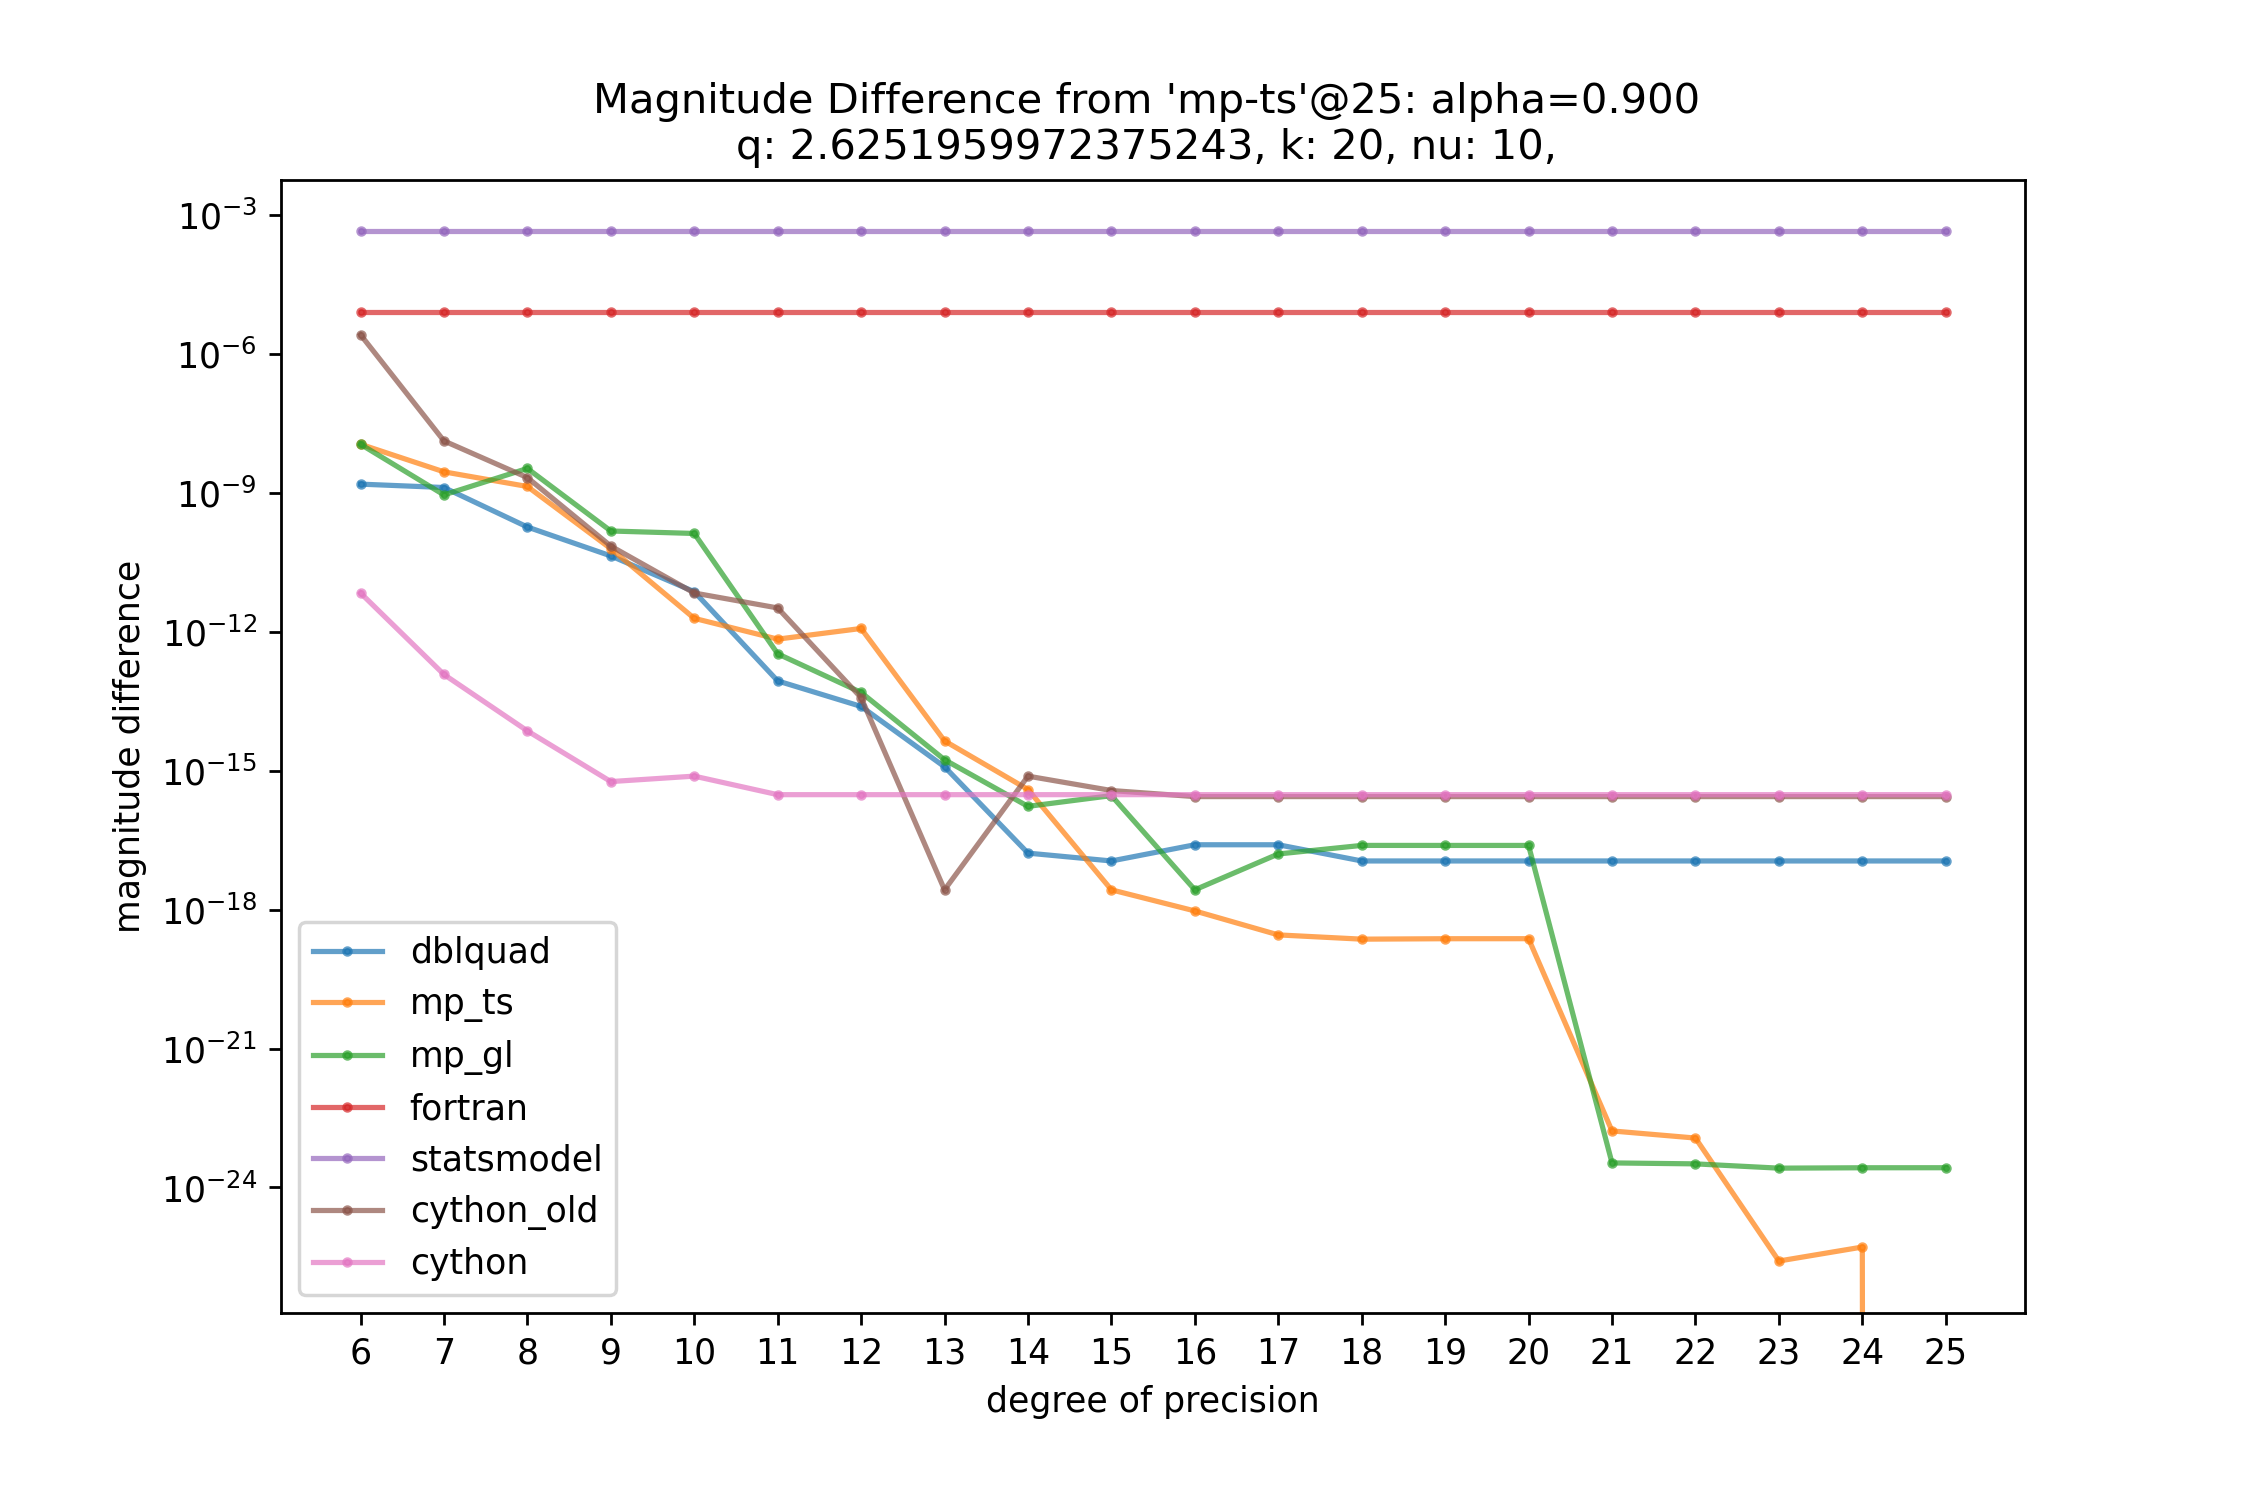 Magnitude Difference from 'mp-ts'@25: alpha=0.900
q: 2.6251959972375243, k: 20, nu: 10,
magnitude difference
10⁻³
10⁻⁶
10⁻⁹
10⁻¹²
10⁻¹⁵
10⁻¹⁸
10⁻²¹
10⁻²⁴
dblquad
mp_ts
mp_gl
fortran
statsmodel
cython_old
cython
6 7 8 9 10 11 12 13 14 15 16 17 18 19 20 21 22 23 24 25
degree of precision